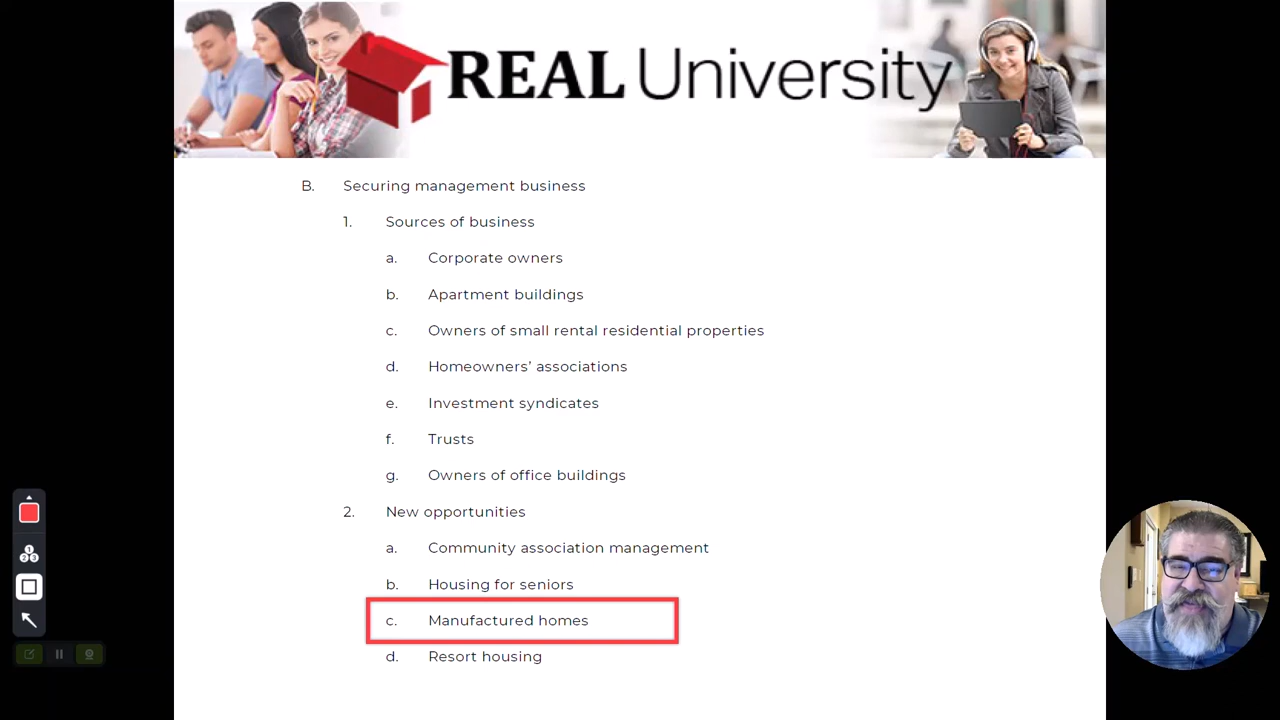 REAL University
B. Securing management business
1. Sources of business
a. Corporate owners
b. Apartment buildings
c. Owners of small rental residential properties
d. Homeowners’ associations
e. Investment syndicates
f. Trusts
g. Owners of office buildings
2. New opportunities
a. Community association management
b. Housing for seniors
c. Manufactured homes
d. Resort housing